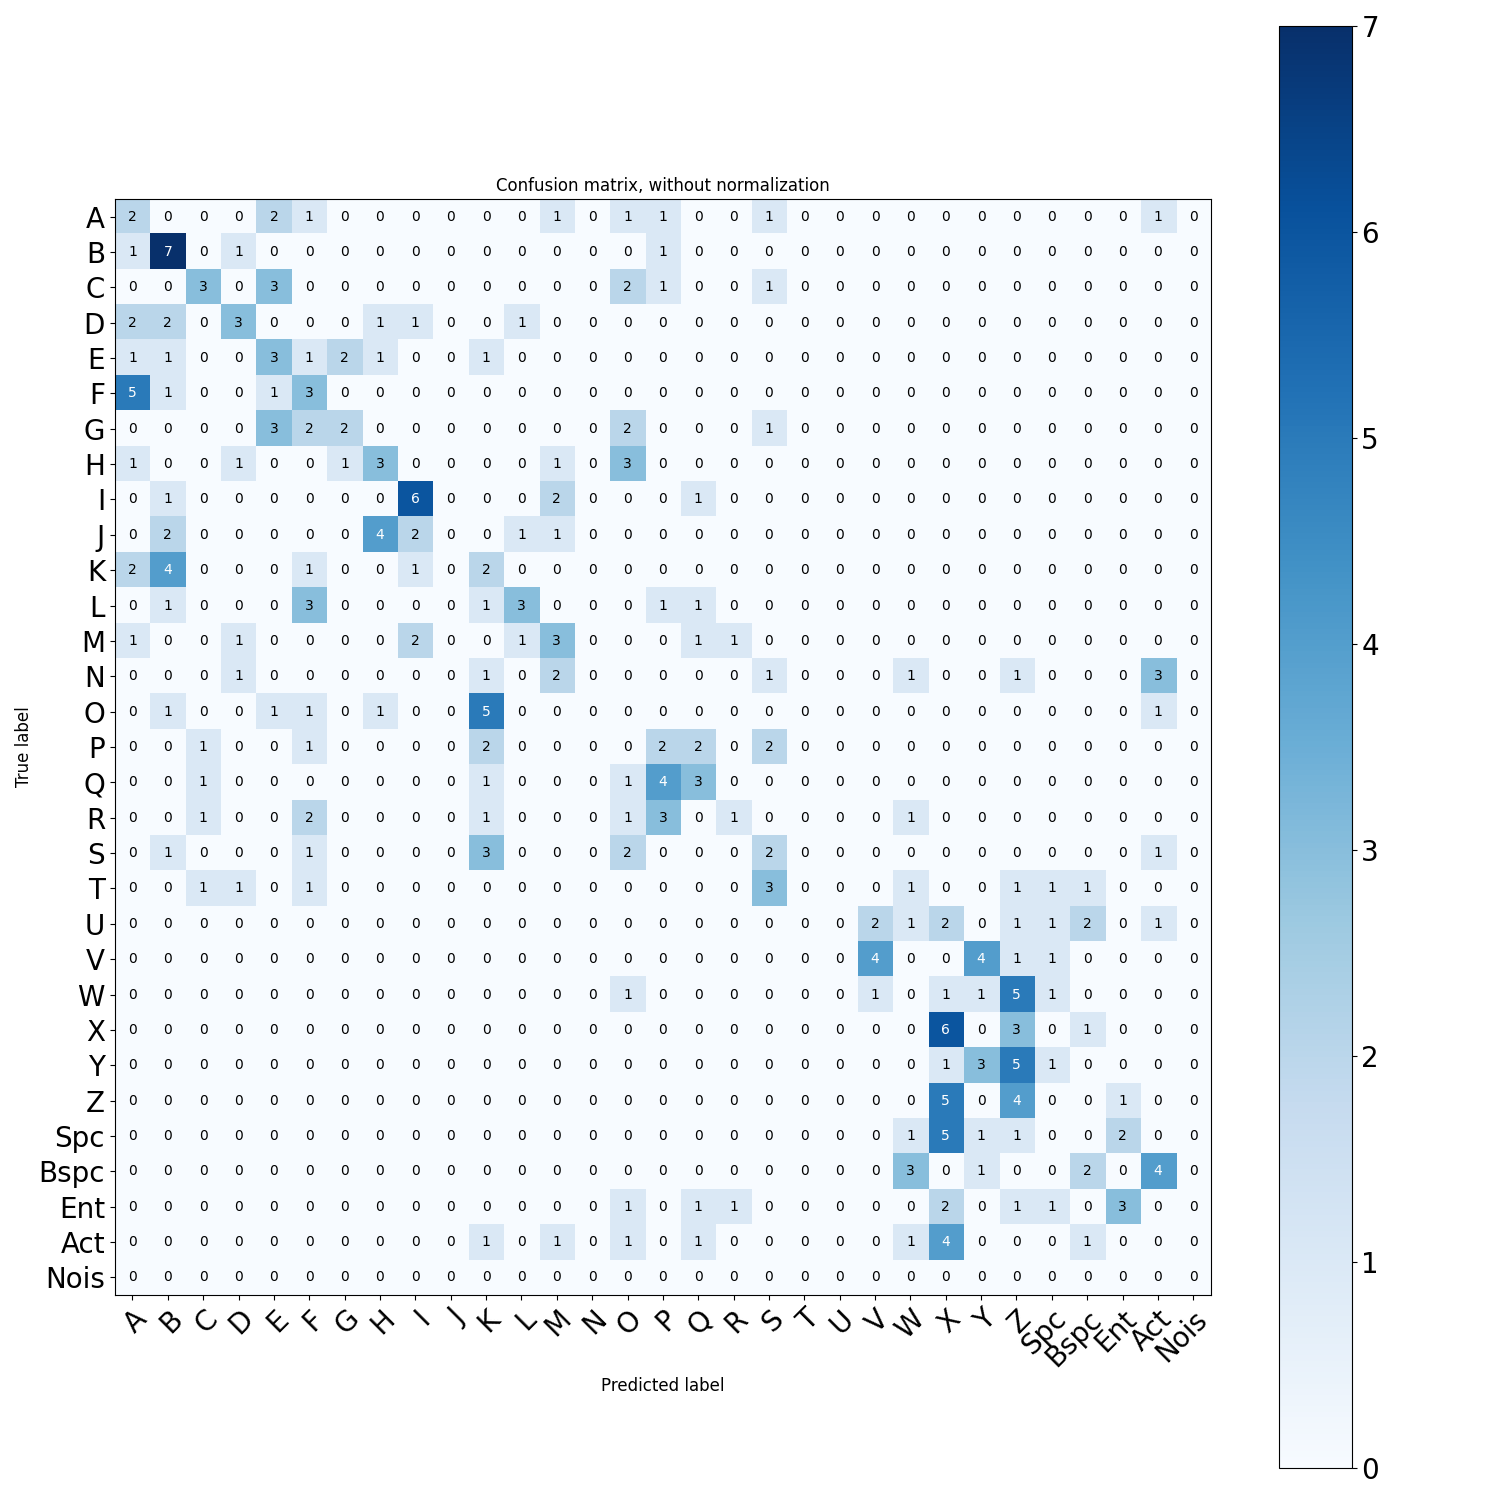 Confusion matrix, without normalization
A 2 0 0 0 2 1 0 0 0 0 0 0 1 0 1 1 0 0 1 0 0 0 0 0 0 0 0 0 0 1 0
B 1 7 0 1 0 0 0 0 0 0 0 0 0 0 0 1 0 0 0 0 0 0 0 0 0 0 0 0 0 0 0
C 0 0 3 0 3 0 0 0 0 0 0 0 0 0 2 1 0 0 1 0 0 0 0 0 0 0 0 0 0 0 0
D 2 2 0 3 0 0 0 1 1 0 0 1 0 0 0 0 0 0 0 0 0 0 0 0 0 0 0 0 0 0 0
E 1 1 0 0 3 1 2 1 0 0 1 0 0 0 0 0 0 0 0 0 0 0 0 0 0 0 0 0 0 0 0
F 5 1 0 0 1 3 0 0 0 0 0 0 0 0 0 0 0 0 0 0 0 0 0 0 0 0 0 0 0 0 0
G 0 0 0 0 3 2 2 0 0 0 0 0 0 0 2 0 0 0 1 0 0 0 0 0 0 0 0 0 0 0 0
H 1 0 0 1 0 0 1 3 0 0 0 0 1 0 3 0 0 0 0 0 0 0 0 0 0 0 0 0 0 0 0
I 0 1 0 0 0 0 0 0 6 0 0 0 2 0 0 0 1 0 0 0 0 0 0 0 0 0 0 0 0 0 0
J 0 2 0 0 0 0 0 4 2 0 0 1 1 0 0 0 0 0 0 0 0 0 0 0 0 0 0 0 0 0 0
K 2 4 0 0 0 1 0 0 1 0 2 0 0 0 0 0 0 0 0 0 0 0 0 0 0 0 0 0 0 0 0
L 0 1 0 0 0 3 0 0 0 0 1 3 0 0 0 1 1 0 0 0 0 0 0 0 0 0 0 0 0 0 0
M 1 0 0 1 0 0 0 0 2 0 0 1 3 0 0 0 1 1 0 0 0 0 0 0 0 0 0 0 0 0 0
N 0 0 0 1 0 0 0 0 0 0 1 0 2 0 0 0 0 0 1 0 0 0 1 0 0 1 0 0 0 3 0
O 0 1 0 0 1 1 0 1 0 0 5 0 0 0 0 0 0 0 0 0 0 0 0 0 0 0 0 0 0 1 0
P 0 0 1 0 0 1 0 0 0 0 2 0 0 0 0 2 2 0 2 0 0 0 0 0 0 0 0 0 0 0 0
Q 0 0 1 0 0 0 0 0 0 0 1 0 0 0 1 4 3 0 0 0 0 0 0 0 0 0 0 0 0 0 0
R 0 0 1 0 0 2 0 0 0 0 1 0 0 0 1 3 0 1 0 0 0 0 1 0 0 0 0 0 0 0 0
S 0 1 0 0 0 1 0 0 0 0 3 0 0 0 2 0 0 0 2 0 0 0 0 0 0 0 0 0 0 1 0
T 0 0 1 1 0 1 0 0 0 0 0 0 0 0 0 0 0 0 3 0 0 0 1 0 0 1 1 1 0 0 0
U 0 0 0 0 0 0 0 0 0 0 0 0 0 0 0 0 0 0 0 0 0 2 1 2 0 1 1 2 0 1 0
V 0 0 0 0 0 0 0 0 0 0 0 0 0 0 0 0 0 0 0 0 0 4 0 0 4 1 1 0 0 0 0
W 0 0 0 0 0 0 0 0 0 0 0 0 0 0 1 0 0 0 0 0 0 1 0 1 1 5 1 0 0 0 0
X 0 0 0 0 0 0 0 0 0 0 0 0 0 0 0 0 0 0 0 0 0 0 0 6 0 3 0 1 0 0 0
Y 0 0 0 0 0 0 0 0 0 0 0 0 0 0 0 0 0 0 0 0 0 0 0 1 3 5 1 0 0 0 0
Z 0 0 0 0 0 0 0 0 0 0 0 0 0 0 0 0 0 0 0 0 0 0 0 5 0 4 0 0 1 0 0
Spc 0 0 0 0 0 0 0 0 0 0 0 0 0 0 0 0 0 0 0 0 0 0 1 5 1 1 0 0 2 0 0
Bspc 0 0 0 0 0 0 0 0 0 0 0 0 0 0 0 0 0 0 0 0 0 0 3 0 1 0 0 2 0 4 0
Ent 0 0 0 0 0 0 0 0 0 0 0 0 0 0 1 0 1 1 0 0 0 0 0 2 0 1 1 0 3 0 0
Act 0 0 0 0 0 0 0 0 0 0 1 0 1 0 1 0 1 0 0 0 0 0 1 4 0 0 0 1 0 0 0
Nois 0 0 0 0 0 0 0 0 0 0 0 0 0 0 0 0 0 0 0 0 0 0 0 0 0 0 0 0 0 0 0
A B C D E F G H I J K L M N O P Q R S T U V W X Y Z Spc Bspc Ent Act Nois
Predicted label
True label
7
6
5
4
3
2
1
0